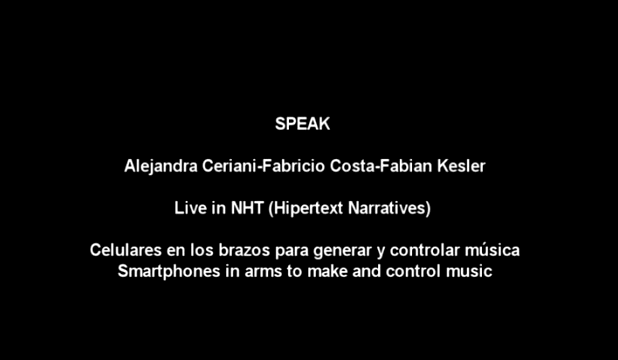 SPEAK
Alejandra Ceriani-Fabricio Costa-Fabian Kesler
Live in NHT (Hipertext Narratives)
Celulares en los brazos para generar y controlar música
Smartphones in arms to make and control music